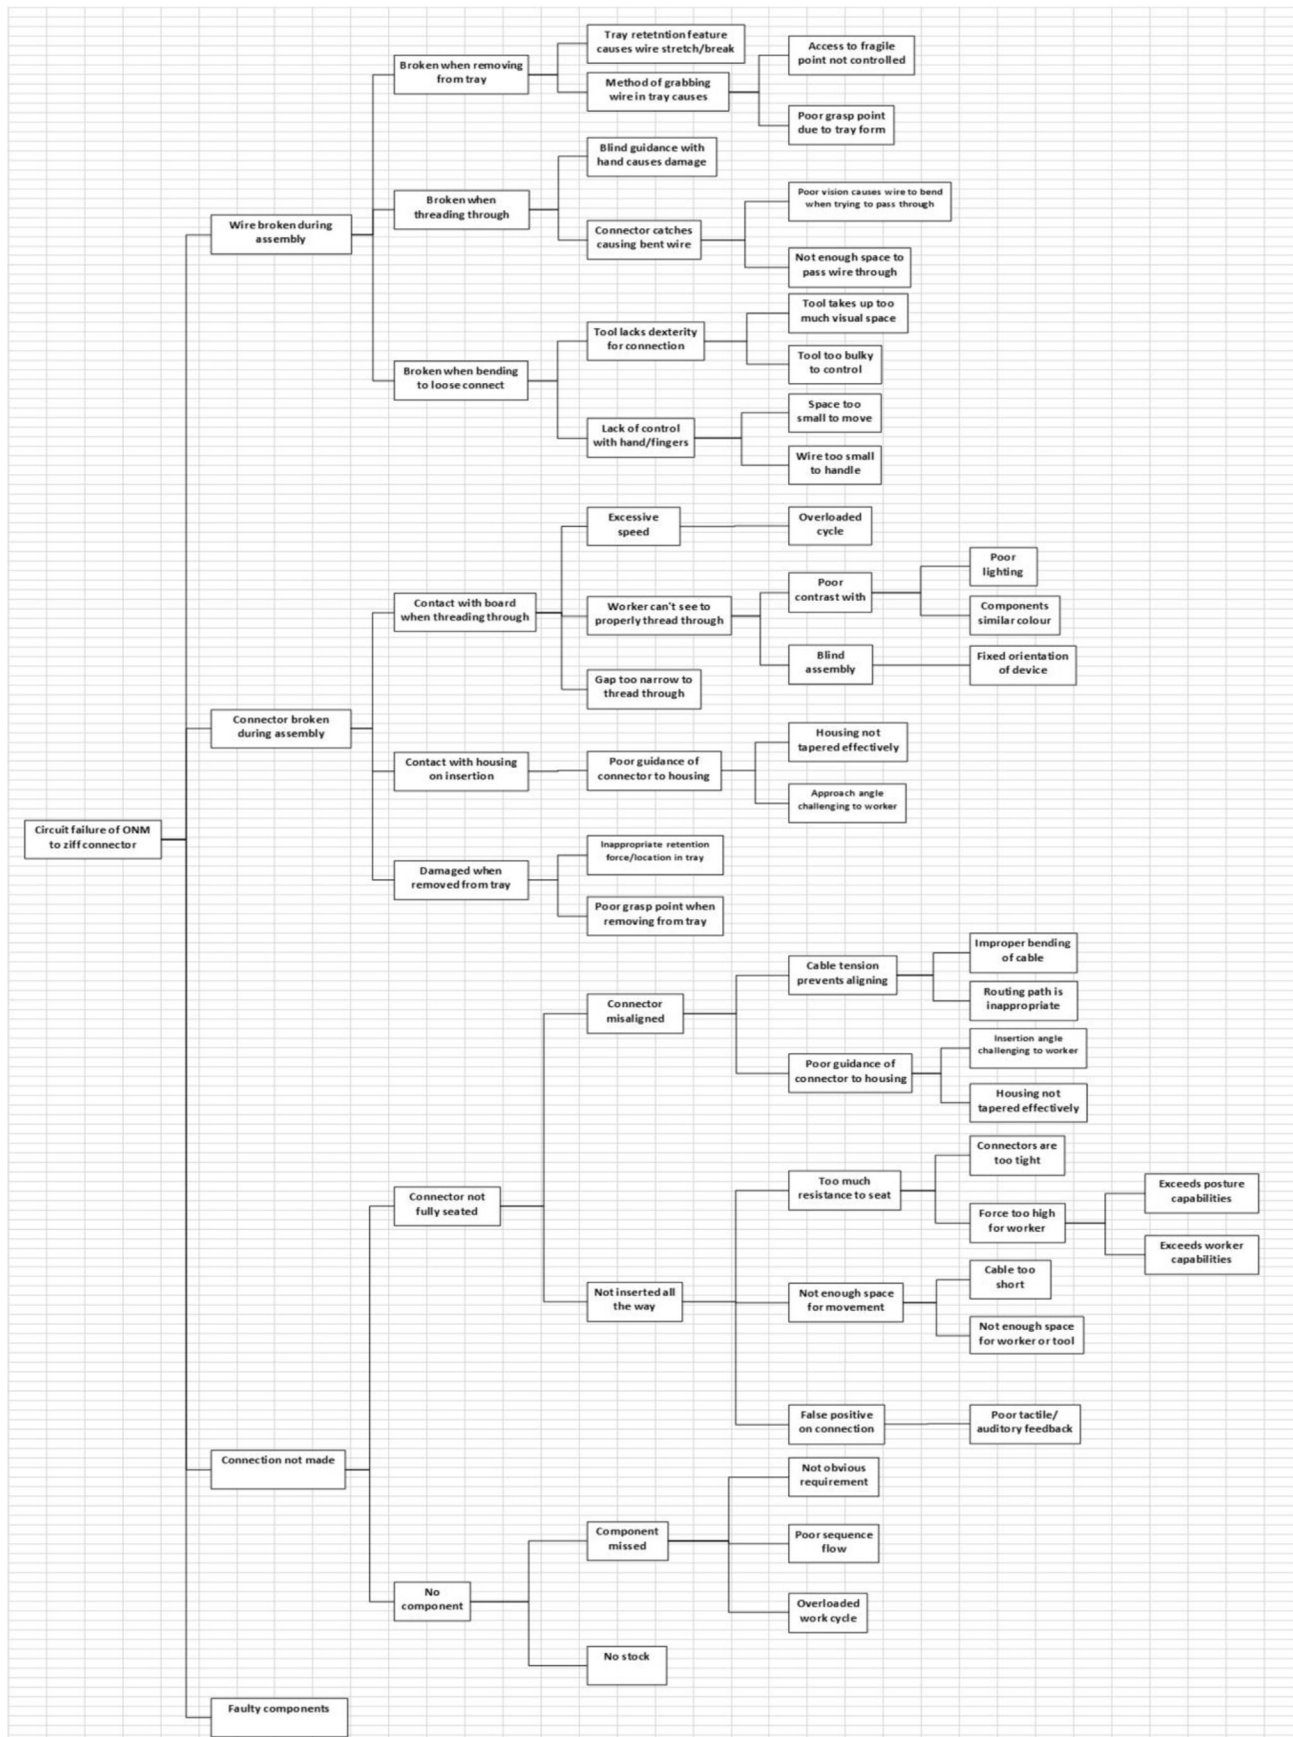 Tray retetntion feature
causes wire stretch/break
Access to fragile
point not controlled
Broken when removing
from tray
Method of grabbing
wire in tray causes
Poor grasp point
due to tray form
Blind guidance with
hand causes damage
Poor vision causes wire to bend
when trying to pass through
Broken when
threading through
Wire broken during
assembly
Connector catches
causing bent wire
Not enough space to
pass wire through
Tool takes up too
much visual space
Tool lacks dexterity
for connection
Tool too bulky
to control
Broken when bending
to loose connect
Space too
small to move
Lack of control
with hand/fingers
Wire too small
to handle
Excessive
speed
Overloaded
cycle
Poor
lighting
Poor
contrast with
Contact with board
when threading through
Worker can't see to
properly thread through
Components
similar colour
Blind
assembly
Fixed orientation
of device
Gap too narrow to
thread through
Connector broken
during assembly
Housing not
tapered effectively
Contact with housing
on insertion
Poor guidance of
connector to housing
Approach angle
challenging to worker
Circuit failure of ONM
to ziff connector
Inappropriate retention
force/location in tray
Damaged when
removed from tray
Poor grasp point when
removing from tray
Improper bending
of cable
Cable tension
prevents aligning
Routing path is
inappropriate
Connector
misaligned
Insertion angle
challenging to worker
Poor guidance of
connector to housing
Housing not
tapered effectively
Connectors are
too tight
Too much
resistance to seat
Exceeds posture
capabilities
Connector not
fully seated
Force too high
for worker
Exceeds worker
capabilities
Cable too
short
Not inserted all
the way
Not enough space
for movement
Not enough space
for worker or tool
False positive
on connection
Poor tactile/
auditory feedback
Connection not made
Not obvious
requirement
Component
missed
Poor sequence
flow
No
component
Overloaded
work cycle
No stock
Faulty components